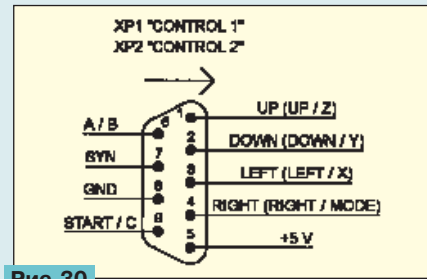 XP1 "CONTROL 1"
XP2 "CONTROL 2"
1 UP (UP / Z)
A / B 6
2 DOWN (DOWN / Y)
SYN 7
3 LEFT (LEFT / X)
GND 8
4 RIGHT (RIGHT / MODE)
START / C 9
5 +5 V
Рис 30